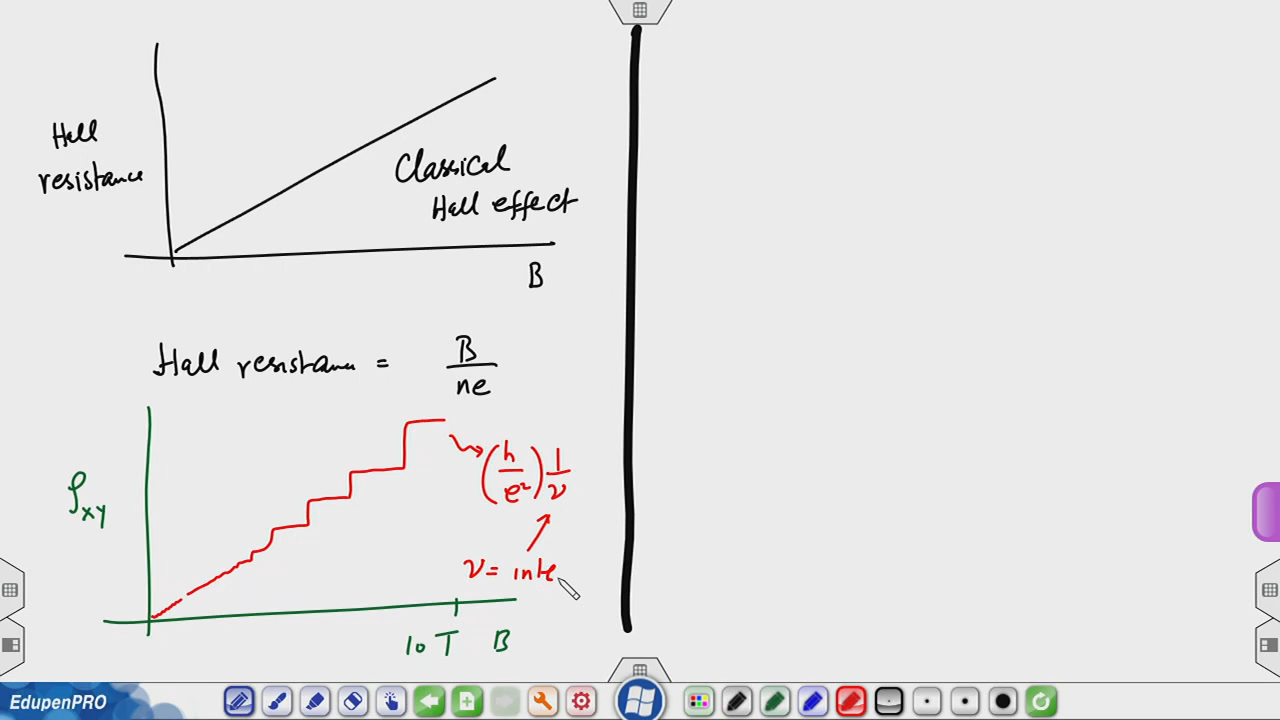 Hall
resistance
Classical
Hall effect
B
Hall resistance = B/ne
ρxy
(h/e²) 1/ν
ν = inte
10 T B
EdupenPRO